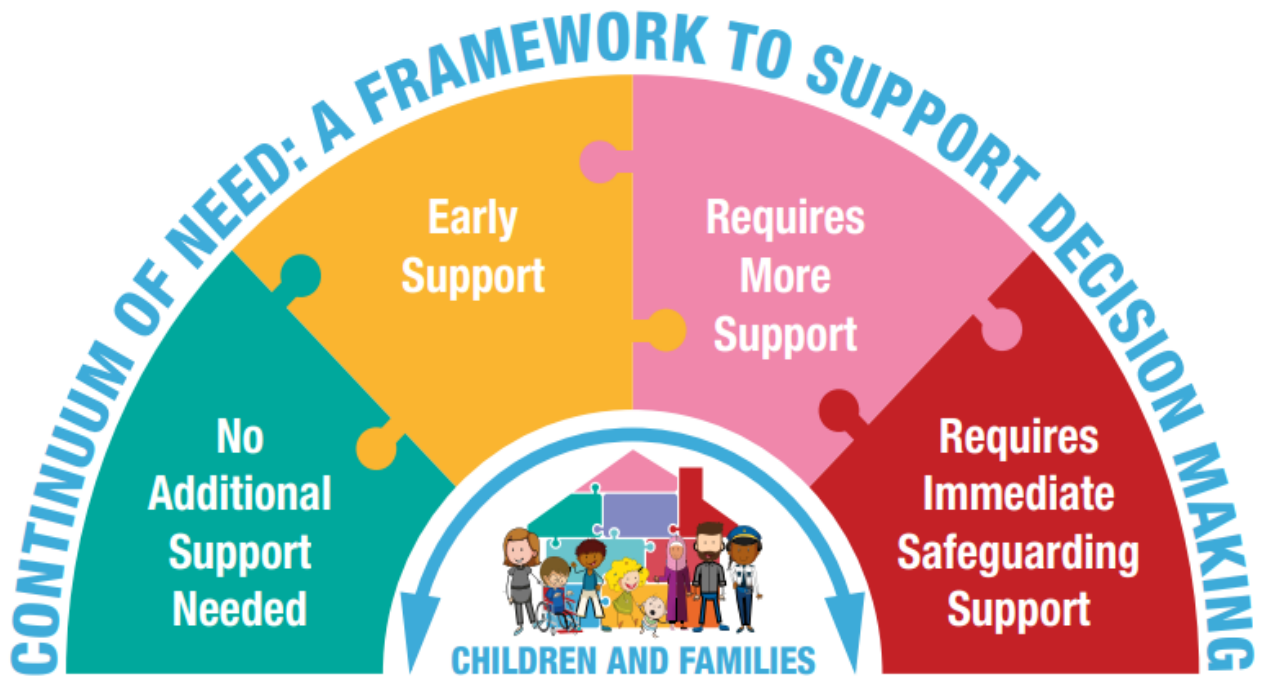 CONTINUUM OF NEED: A FRAMEWORK TO SUPPORT DECISION MAKING
No
Additional
Support
Needed
Early
Support
Requires
More
Support
Requires
Immediate
Safeguarding
Support
CHILDREN AND FAMILIES